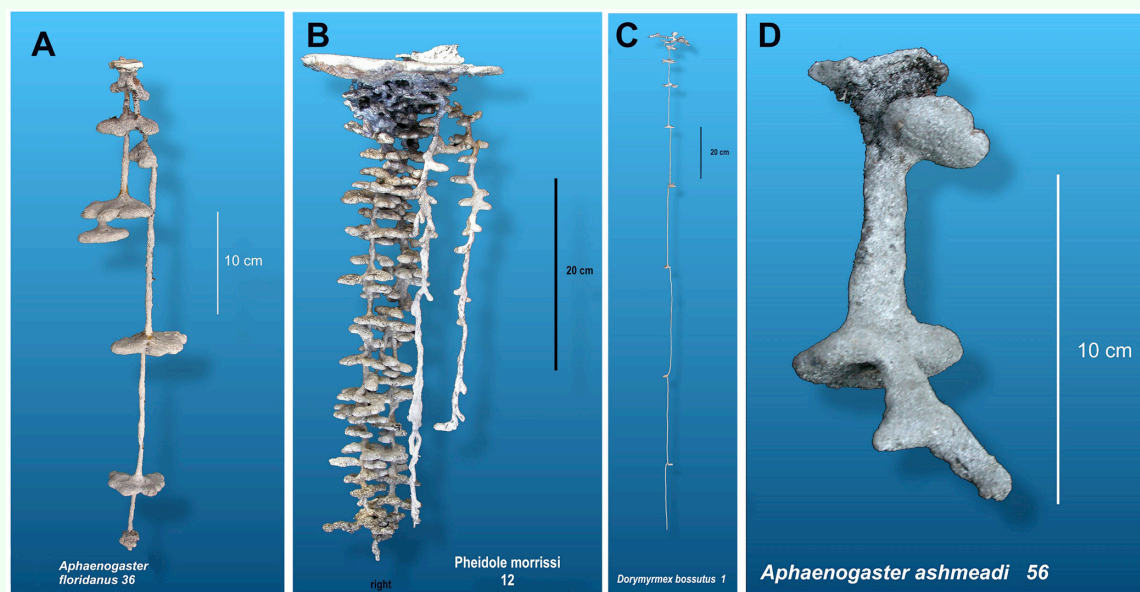 A
10 cm
Aphaenogaster
floridanus 36
B
20 cm
Pheidole morrissi
12
right
C
20 cm
Dorymyrmex bossutus 1
D
10 cm
Aphaenogaster ashmeadi 56